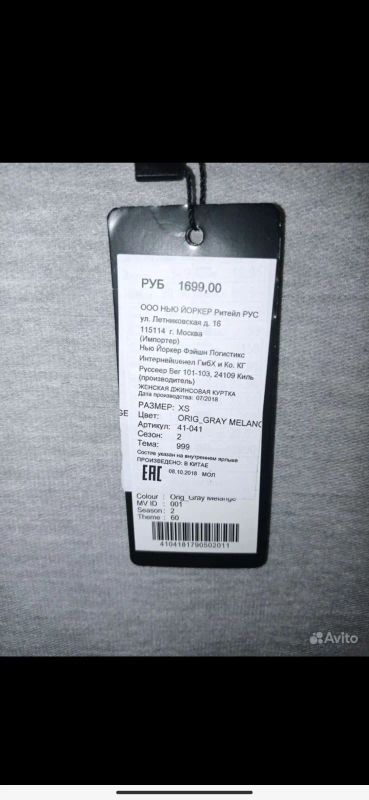 РУБ 1699,00
ООО НЬЮ ЙОРКЕР Ритейл РУС
ул. Летниковская д. 16
115114 г. Москва
(Импортер)
Нью Йоркер Фэйшн Логистикс
Интернейшенел ГмбХ и Ко. КГ
Руссеер Вег 101-103, 24109 Киль
(производитель)
ЖЕНСКАЯ ДЖИНСОВАЯ КУРТКА
Дата производства: 07/2018
РАЗМЕР: XS
GE Цвет: ORIG_GRAY MELANG
Артикул: 41-041
Сезон: 2
Тема: 999
Состав указан на внутреннем ярлыке
ПРОИЗВЕДЕНО: В КИТАЕ
EAC 08.10.2018 МОЛ
Colour : Orig_Gray Melange
MV ID : 001
Season : 2
Theme : 60
4104181790502011
Avito